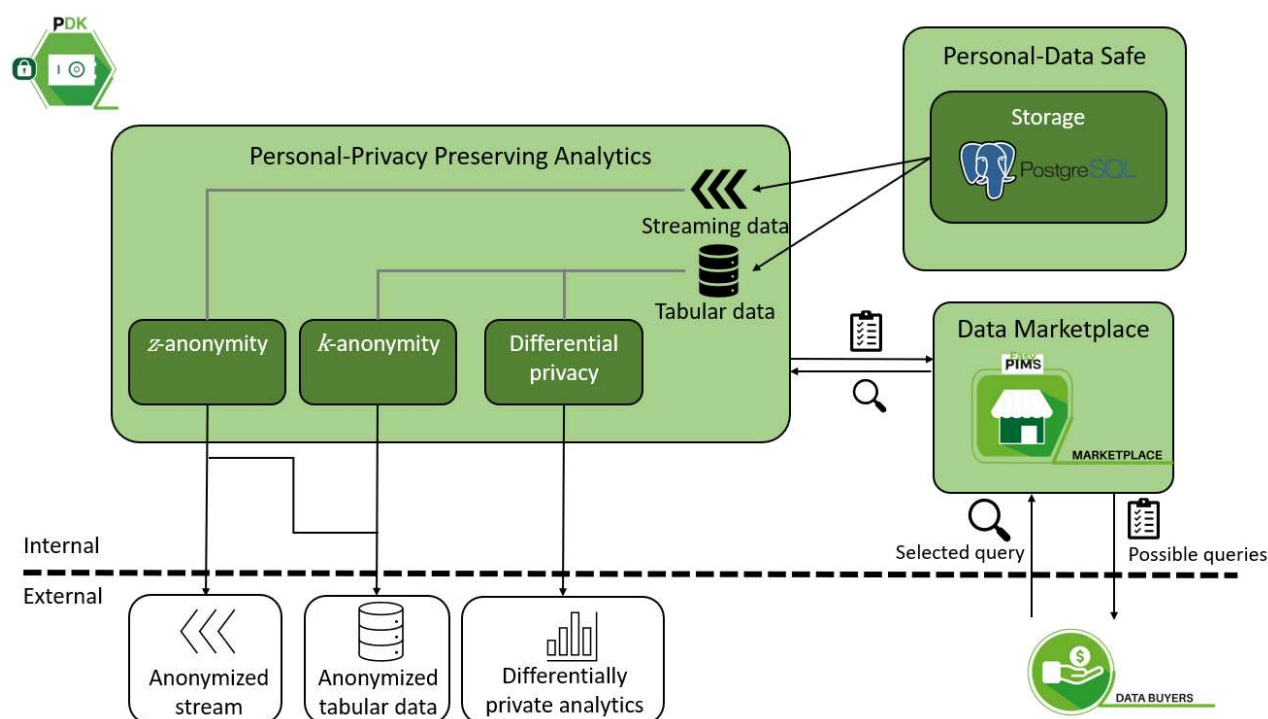 PDK
Personal-Data Safe
Storage
PostgreSQL
Personal-Privacy Preserving Analytics
Streaming data
Tabular data
z-anonymity
k-anonymity
Differential
privacy
Data Marketplace
Easy
PIMS
MARKETPLACE
Internal
Selected query
Possible queries
External
Anonymized
stream
Anonymized
tabular data
Differentially
private analytics
$
DATA BUYERS